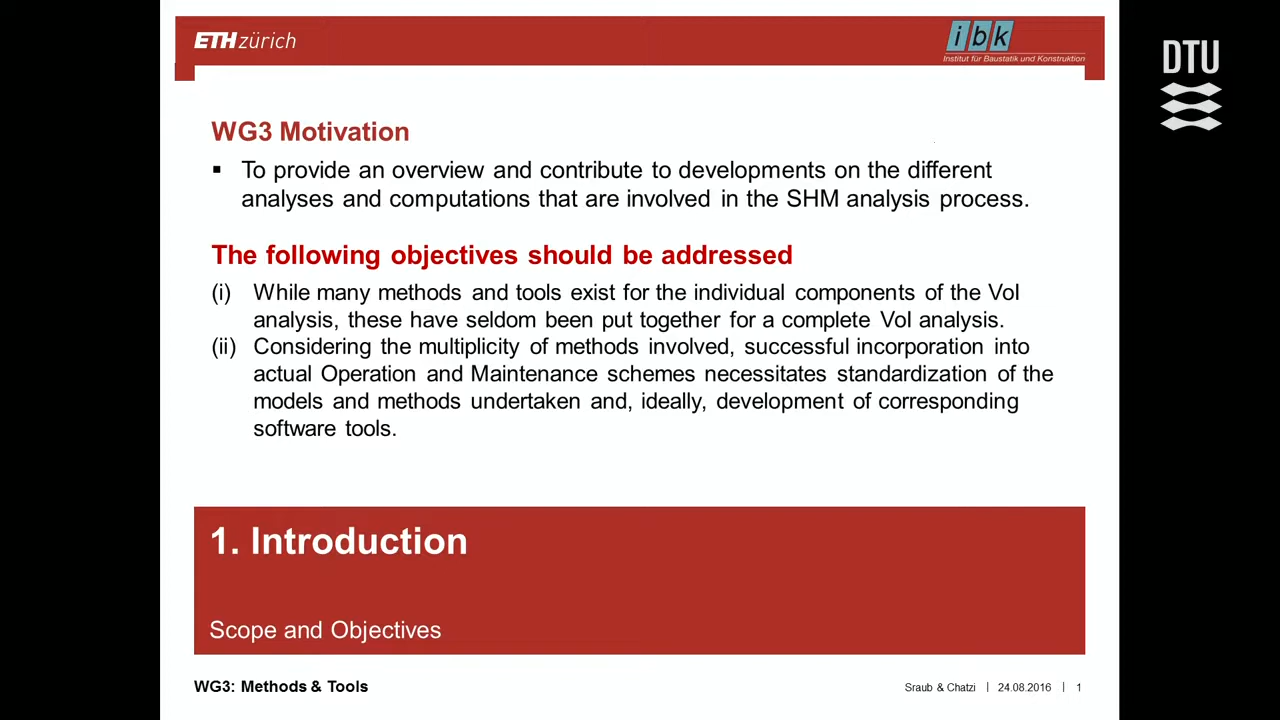 ETH zürich
ibk
Institut für Baustatik und Konstruktion
DTU
WG3 Motivation
▪ To provide an overview and contribute to developments on the different
analyses and computations that are involved in the SHM analysis process.
The following objectives should be addressed
(i) While many methods and tools exist for the individual components of the VoI
analysis, these have seldom been put together for a complete VoI analysis.
(ii) Considering the multiplicity of methods involved, successful incorporation into
actual Operation and Maintenance schemes necessitates standardization of the
models and methods undertaken and, ideally, development of corresponding
software tools.
1. Introduction
Scope and Objectives
WG3: Methods & Tools
Sraub & Chatzi | 24.08.2016 | 1